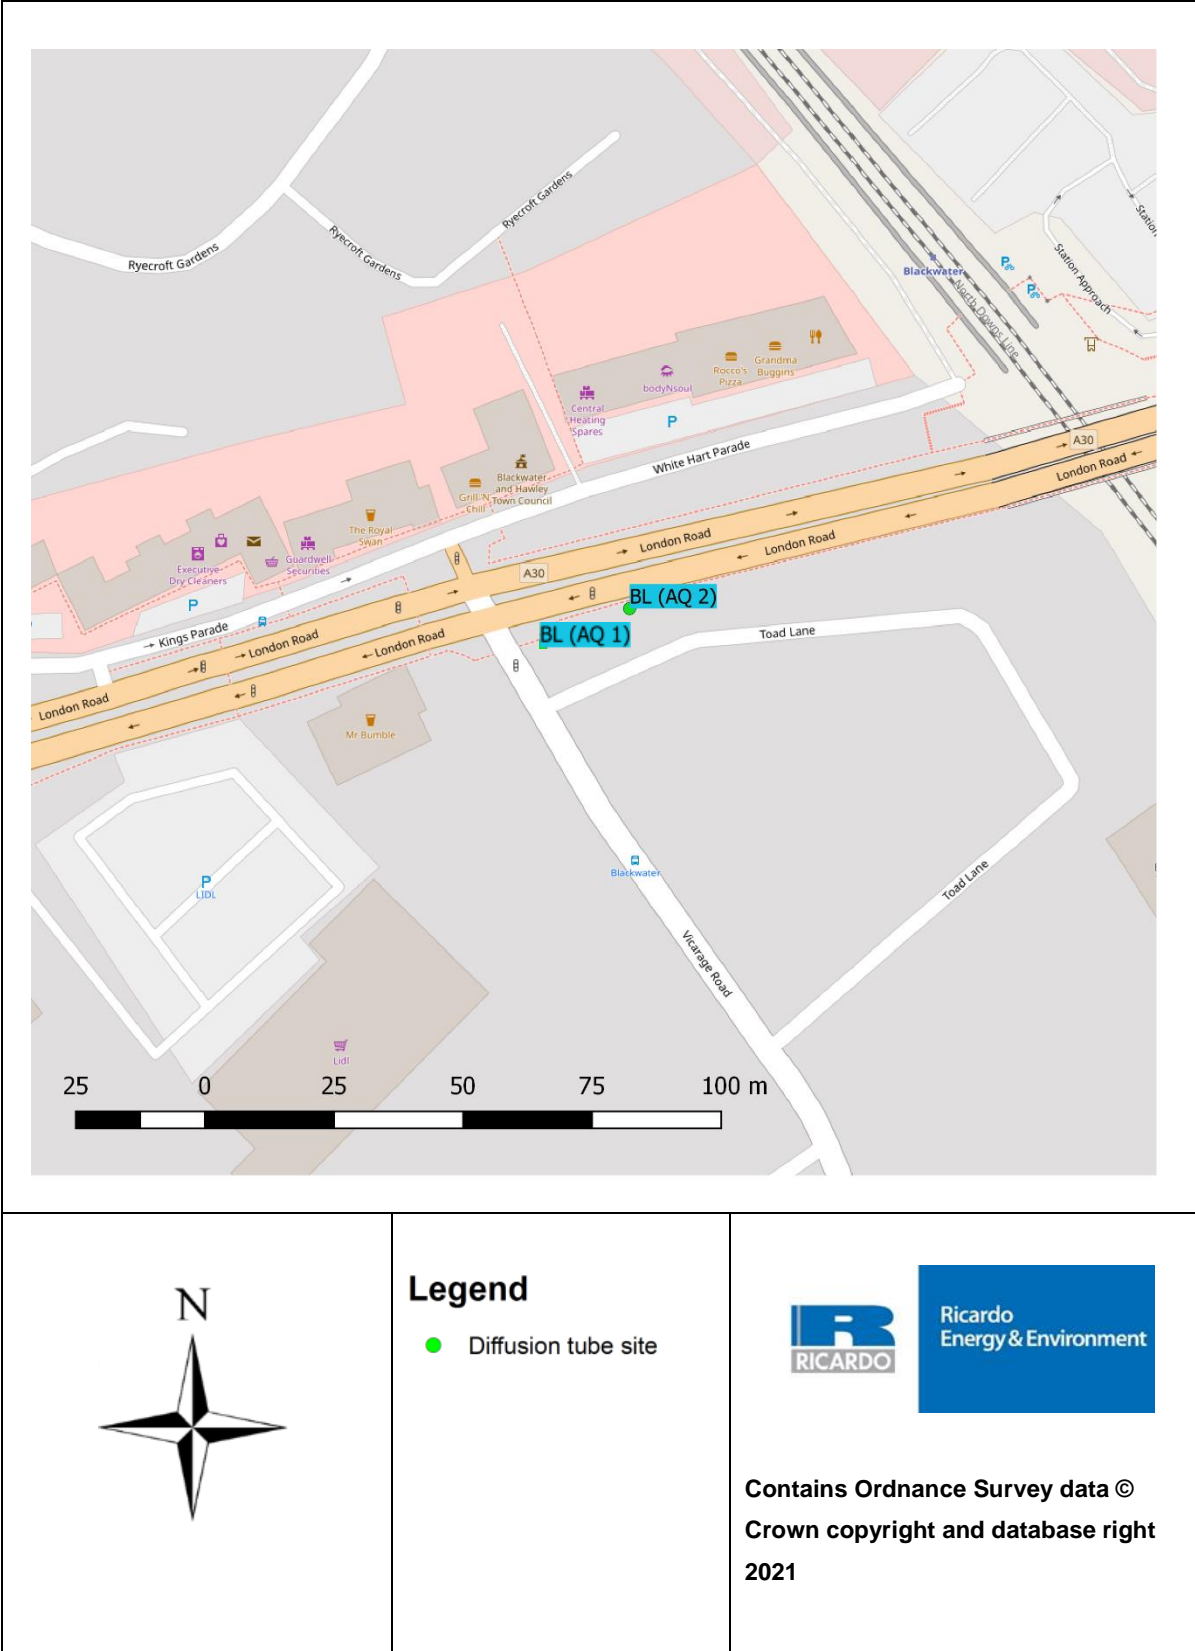 Ryecroft Gardens
Ryecroft Gardens
Ryecroft Gardens
Station
Station Approach
Blackwater
North Downs Line
Grandma
Buggins
Rocco's
Pizza
bodyNsoul
Central
Heating
Spares
P
White Hart Parade
A30
London Road
Blackwater
and Hawley
Town Council
Grill 'N
Chill
The Royal
Swan
Guardwell
Securities
Executive
Dry Cleaners
P
Kings Parade
A30
London Road
London Road
London Road
London Road
London Road
BL (AQ 2)
BL (AQ 1)
Toad Lane
Mr Bumble
P
LIDL
Blackwater
Toad Lane
Vicarage Road
Lidl
25 0 25 50 75 100 m
N
Legend
Diffusion tube site
RICARDO
Ricardo
Energy & Environment
Contains Ordnance Survey data ©
Crown copyright and database right
2021